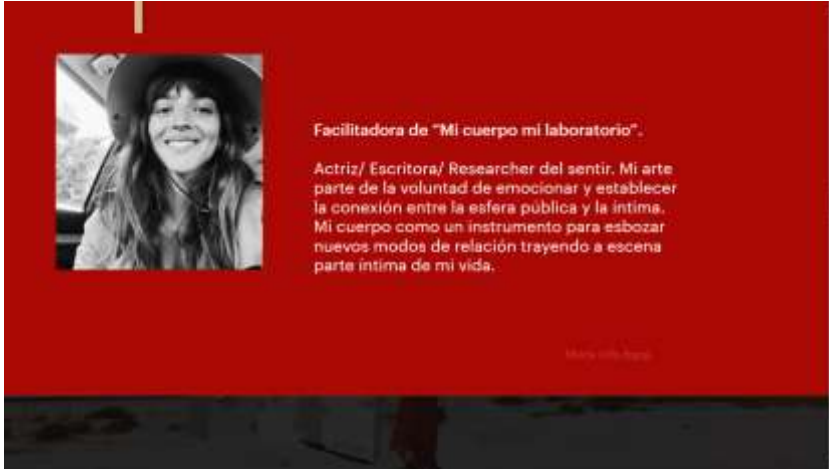 Facilitadora de "Mi cuerpo mi laboratorio".
Actriz/ Escritora/ Researcher del sentir. Mi arte
parte de la voluntad de emocionar y establecer
la conexión entre la esfera pública y la íntima.
Mi cuerpo como un instrumento para esbozar
nuevos modos de relación trayendo a escena
parte íntima de mi vida.